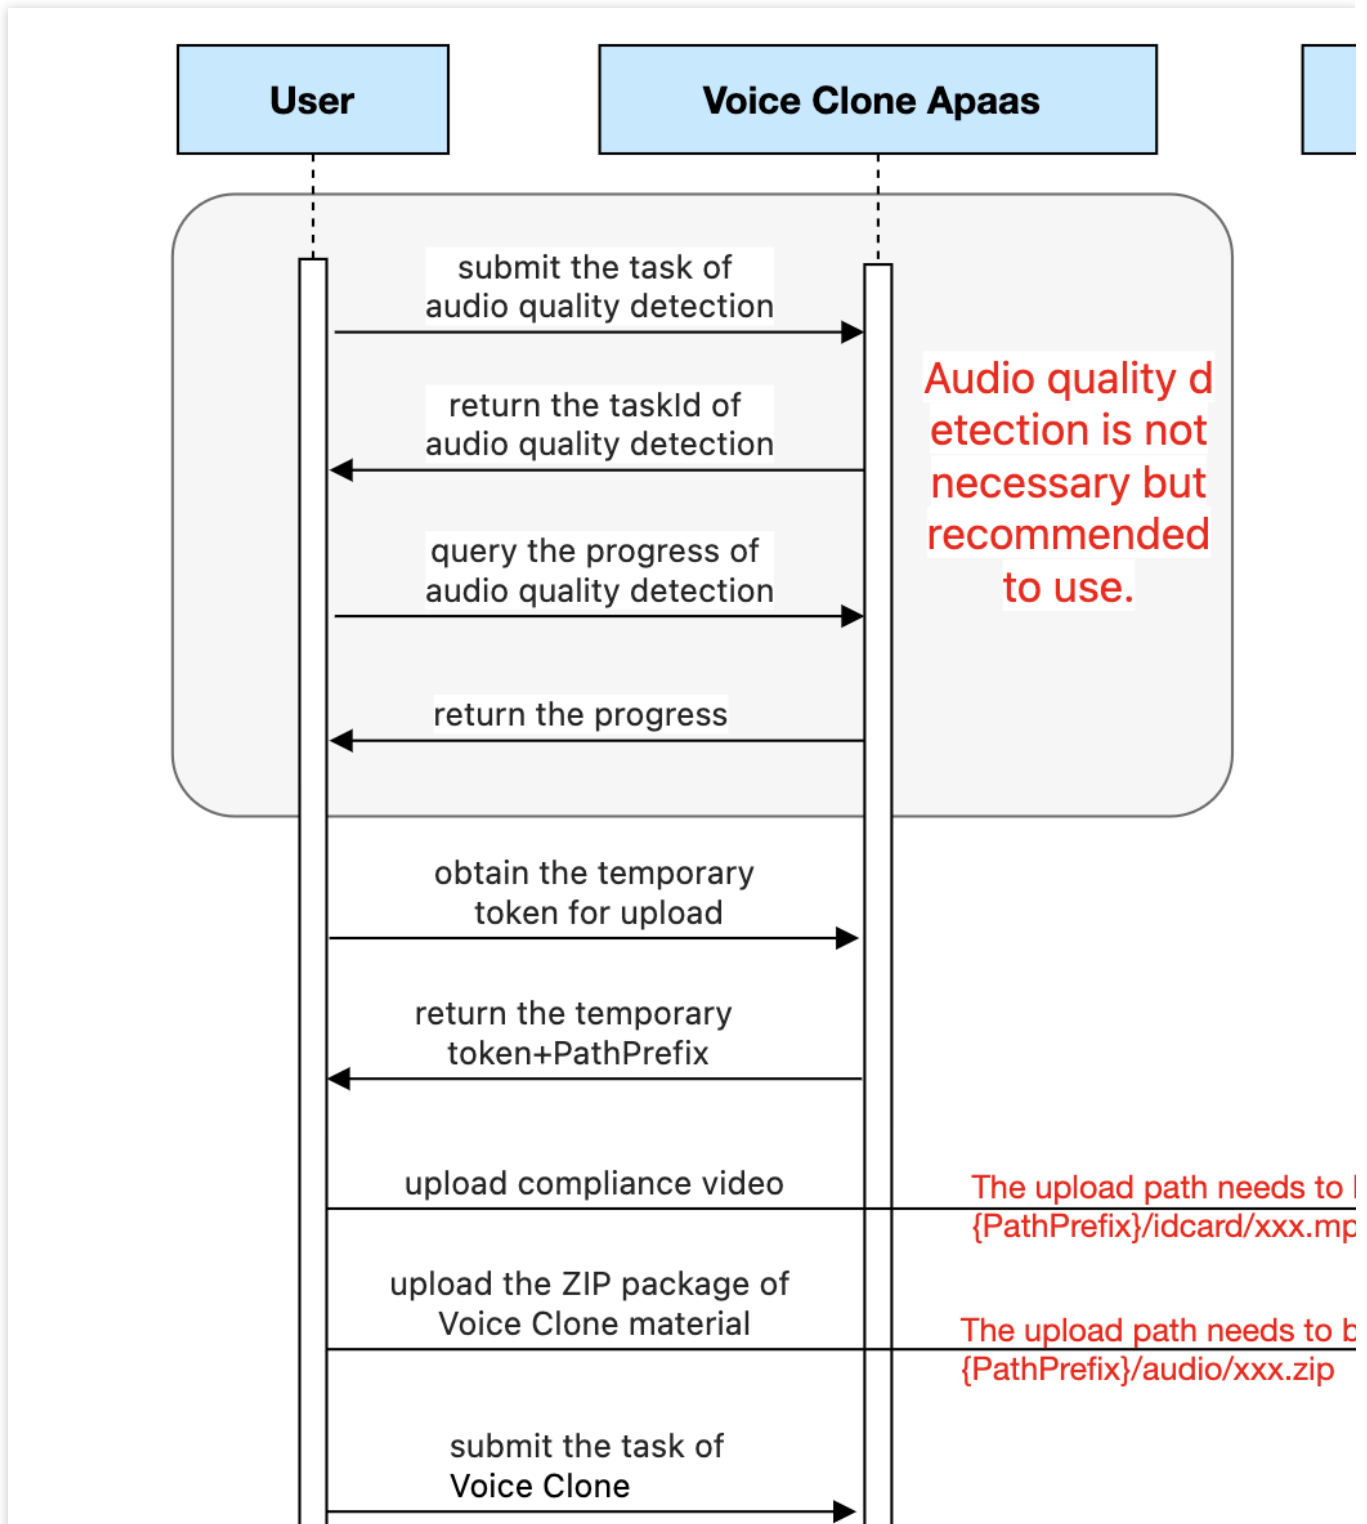 User
Voice Clone Apaas
submit the task of
audio quality detection
return the taskId of
audio quality detection
Audio quality d
etection is not
necessary but
recommended
to use.
query the progress of
audio quality detection
return the progress
obtain the temporary
token for upload
return the temporary
token+PathPrefix
upload compliance video
The upload path needs to
{PathPrefix}/idcard/xxx.mp
upload the ZIP package of
Voice Clone material
The upload path needs to b
{PathPrefix}/audio/xxx.zip
submit the task of
Voice Clone